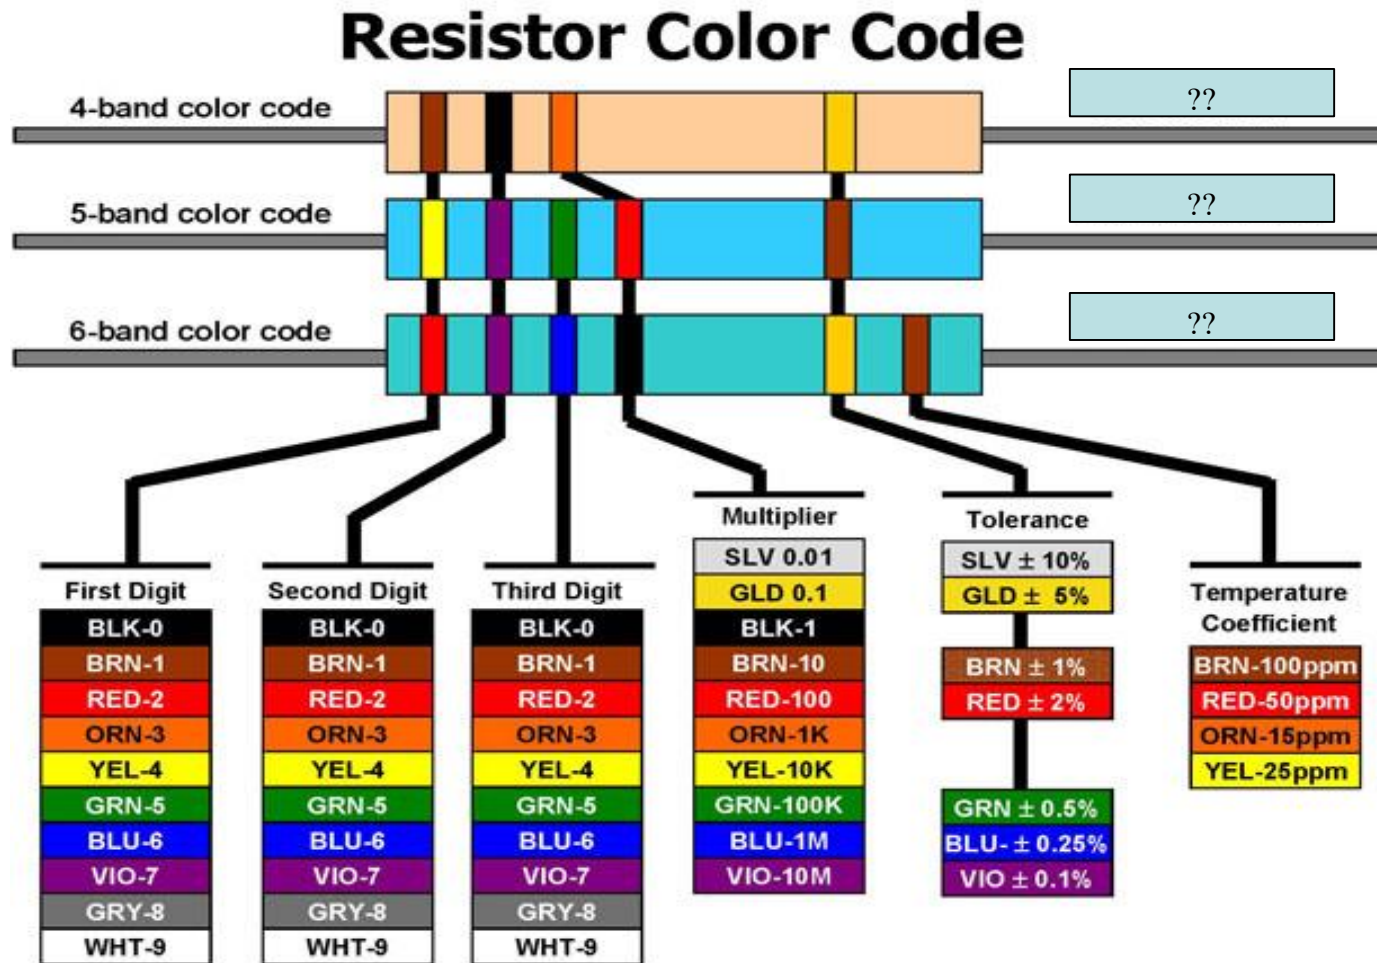 Resistor Color Code
4-band color code
??
5-band color code
??
6-band color code
??
First Digit
BLK-0
BRN-1
RED-2
ORN-3
YEL-4
GRN-5
BLU-6
VIO-7
GRY-8
WHT-9
Second Digit
BLK-0
BRN-1
RED-2
ORN-3
YEL-4
GRN-5
BLU-6
VIO-7
GRY-8
WHT-9
Third Digit
BLK-0
BRN-1
RED-2
ORN-3
YEL-4
GRN-5
BLU-6
VIO-7
GRY-8
WHT-9
Multiplier
SLV 0.01
GLD 0.1
BLK-1
BRN-10
RED-100
ORN-1K
YEL-10K
GRN-100K
BLU-1M
VIO-10M
Tolerance
SLV ± 10%
GLD ± 5%
BRN ± 1%
RED ± 2%
GRN ± 0.5%
BLU- ± 0.25%
VIO ± 0.1%
Temperature
Coefficient
BRN-100ppm
RED-50ppm
ORN-15ppm
YEL-25ppm